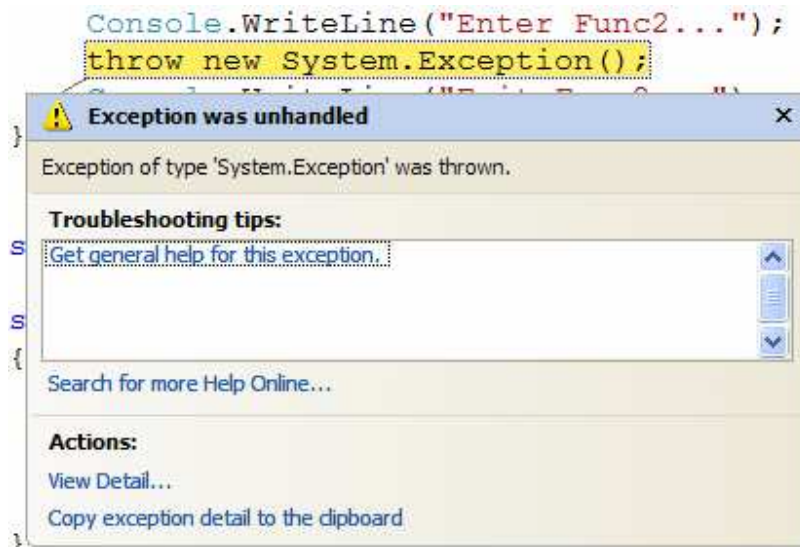 Console.WriteLine("Enter Func2...");
throw new System.Exception();
Exception was unhandled
}
Exception of type 'System.Exception' was thrown.
Troubleshooting tips:
s
Get general help for this exception.
s
{
Search for more Help Online...
Actions:
View Detail...
Copy exception detail to the clipboard
}